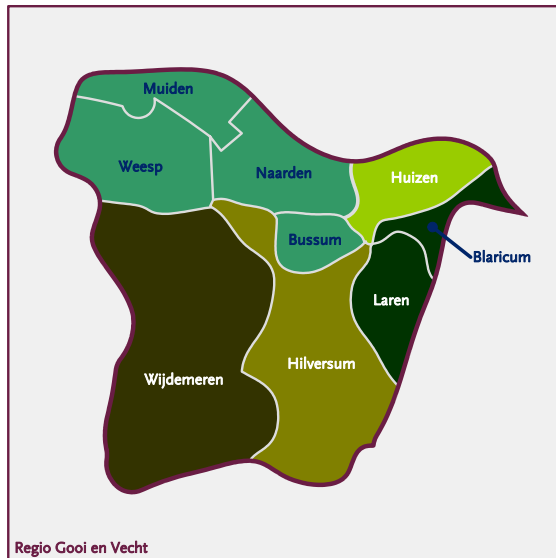 Muiden
Weesp
Naarden
Huizen
Bussum
Blaricum
Laren
Hilversum
Wijdemeren
Regio Gooi en Vecht